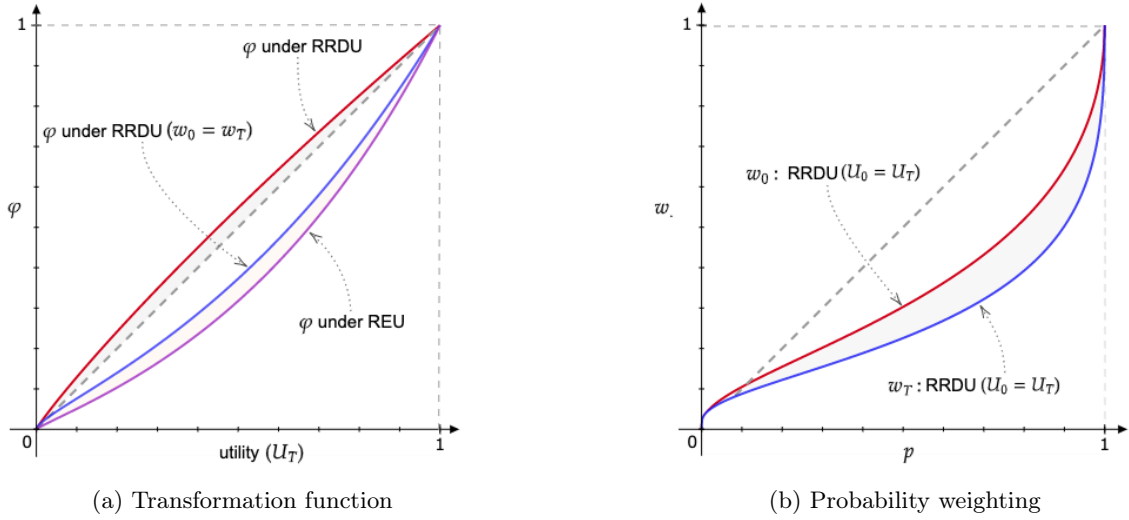 1
φ under RRDU
φ under RRDU (w₀ = w_T)
φ
φ under REU
0
utility (U_T)
1
(a) Transformation function
1
w₀ : RRDU (U₀ = U_T)
w.
w_T : RRDU (U₀ = U_T)
0
p
1
(b) Probability weighting